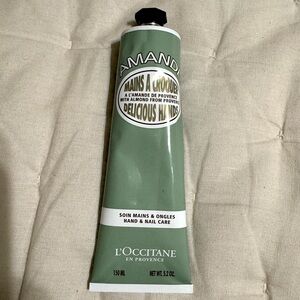 AMANDE
MAINS À CROQUER
À L'AMANDE DE PROVENCE
WITH ALMOND FROM PROVENCE
DELICIOUS HANDS
SOIN MAINS & ONGLES
HAND & NAIL CARE
L'OCCITANE
EN PROVENCE
150 ML NET WT. 5.2 OZ.